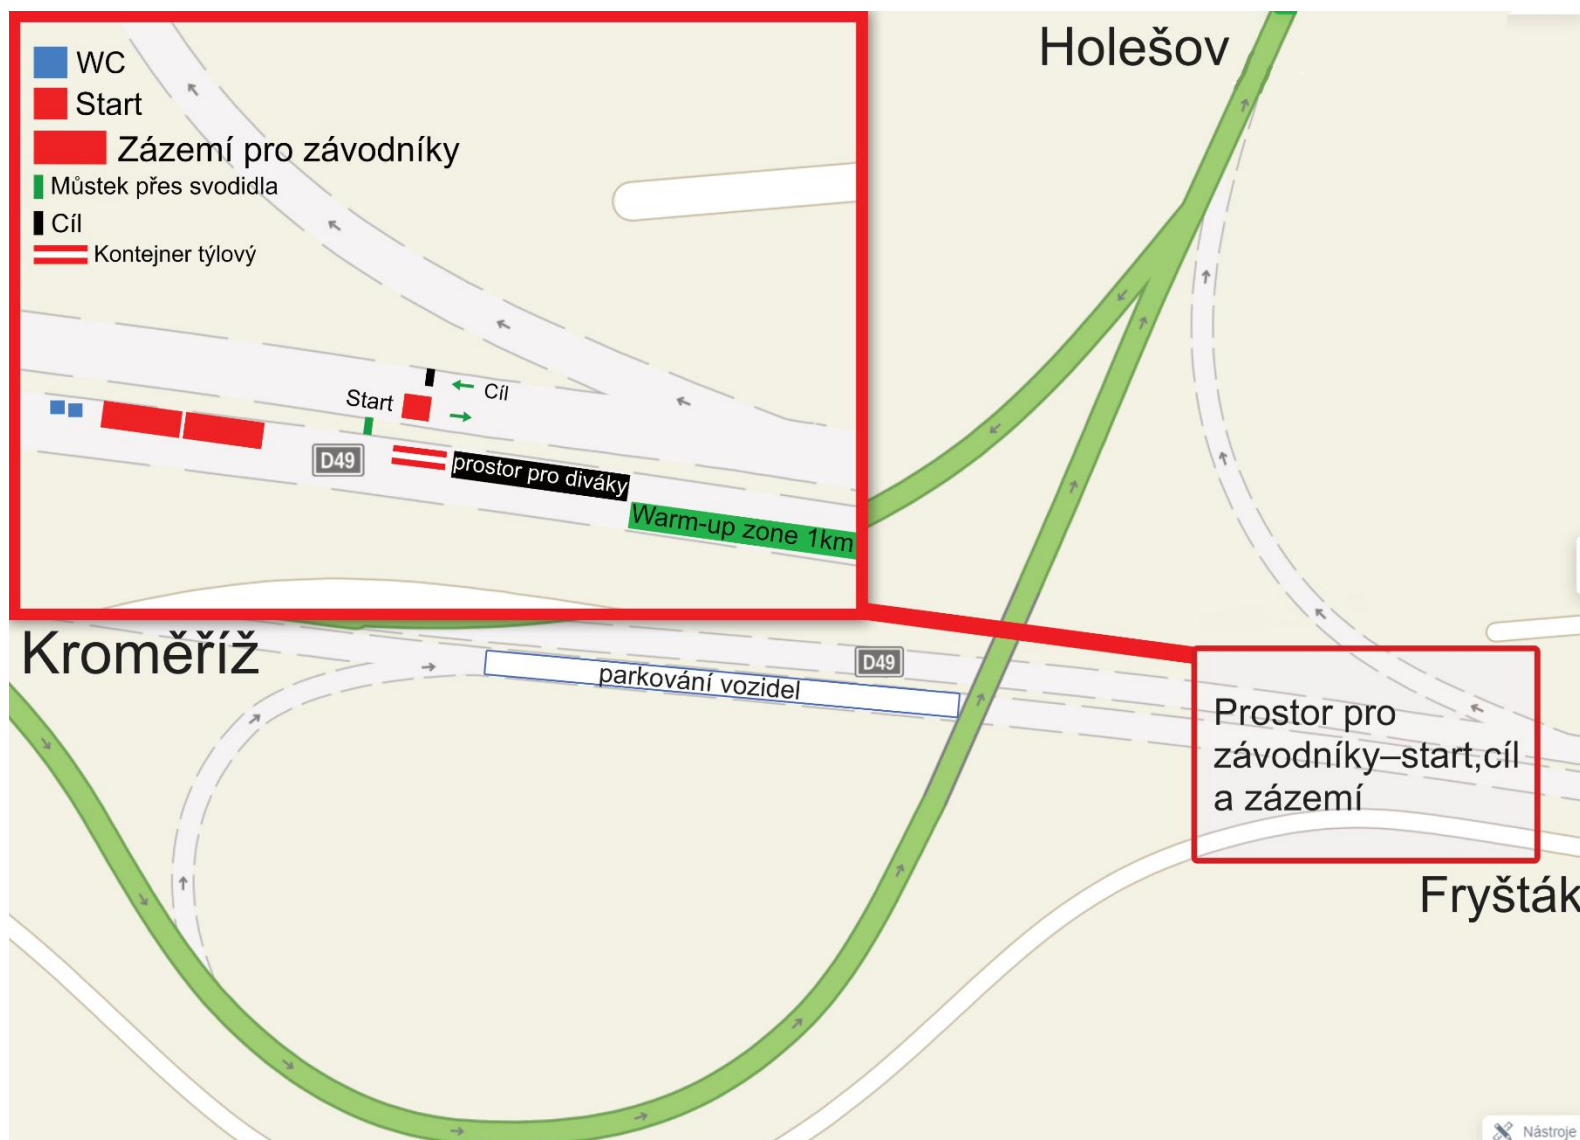 WC
Start
Zázemí pro závodníky
Můstek přes svodidla
Cíl
Kontejner týlový
Holešov
Cíl
Start
D49
prostor pro diváky
Warm-up zone 1km
Kroměříž
D49
parkování vozidel
Prostor pro
závodníky–start,cíl
a zázemí
Fryšták
Nástroje